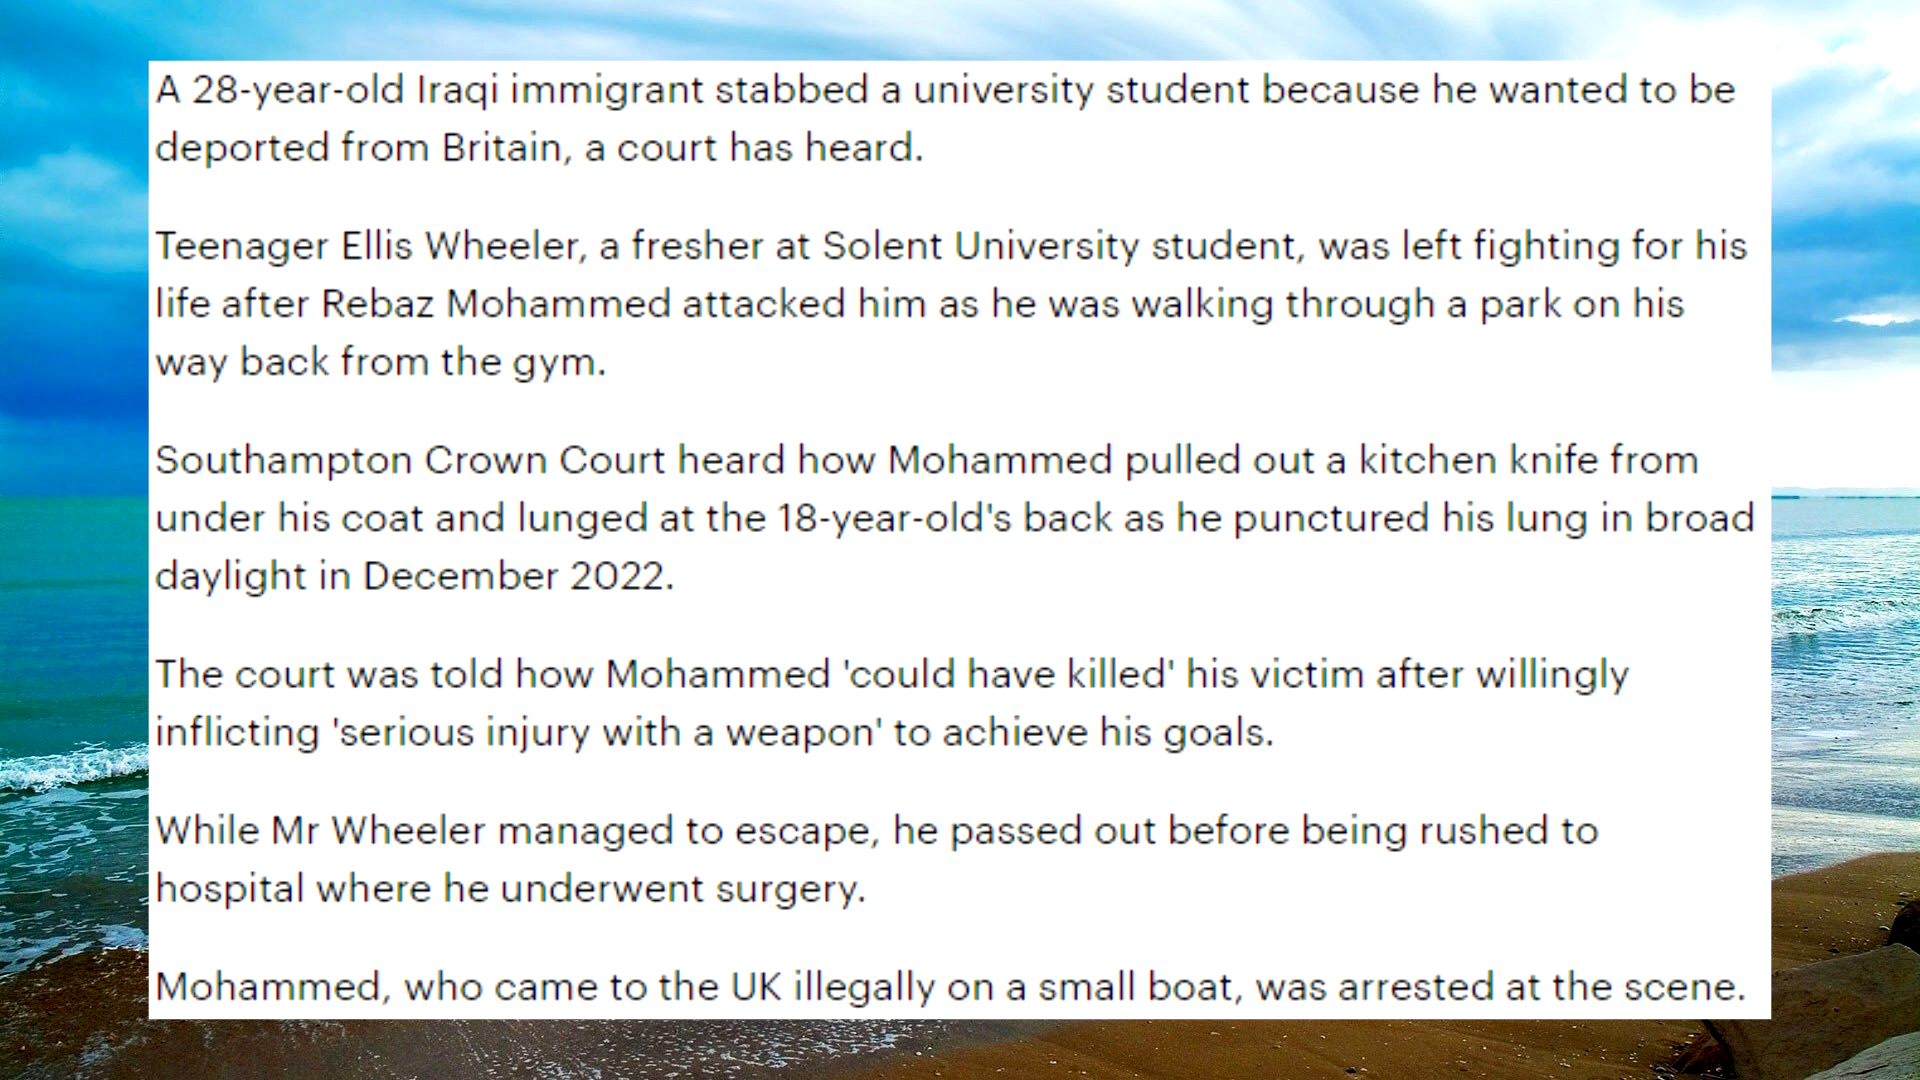 A 28-year-old Iraqi immigrant stabbed a university student because he wanted to be
deported from Britain, a court has heard.
Teenager Ellis Wheeler, a fresher at Solent University student, was left fighting for his
life after Rebaz Mohammed attacked him as he was walking through a park on his
way back from the gym.
Southampton Crown Court heard how Mohammed pulled out a kitchen knife from
under his coat and lunged at the 18-year-old's back as he punctured his lung in broad
daylight in December 2022.
The court was told how Mohammed 'could have killed' his victim after willingly
inflicting 'serious injury with a weapon' to achieve his goals.
While Mr Wheeler managed to escape, he passed out before being rushed to
hospital where he underwent surgery.
Mohammed, who came to the UK illegally on a small boat, was arrested at the scene.